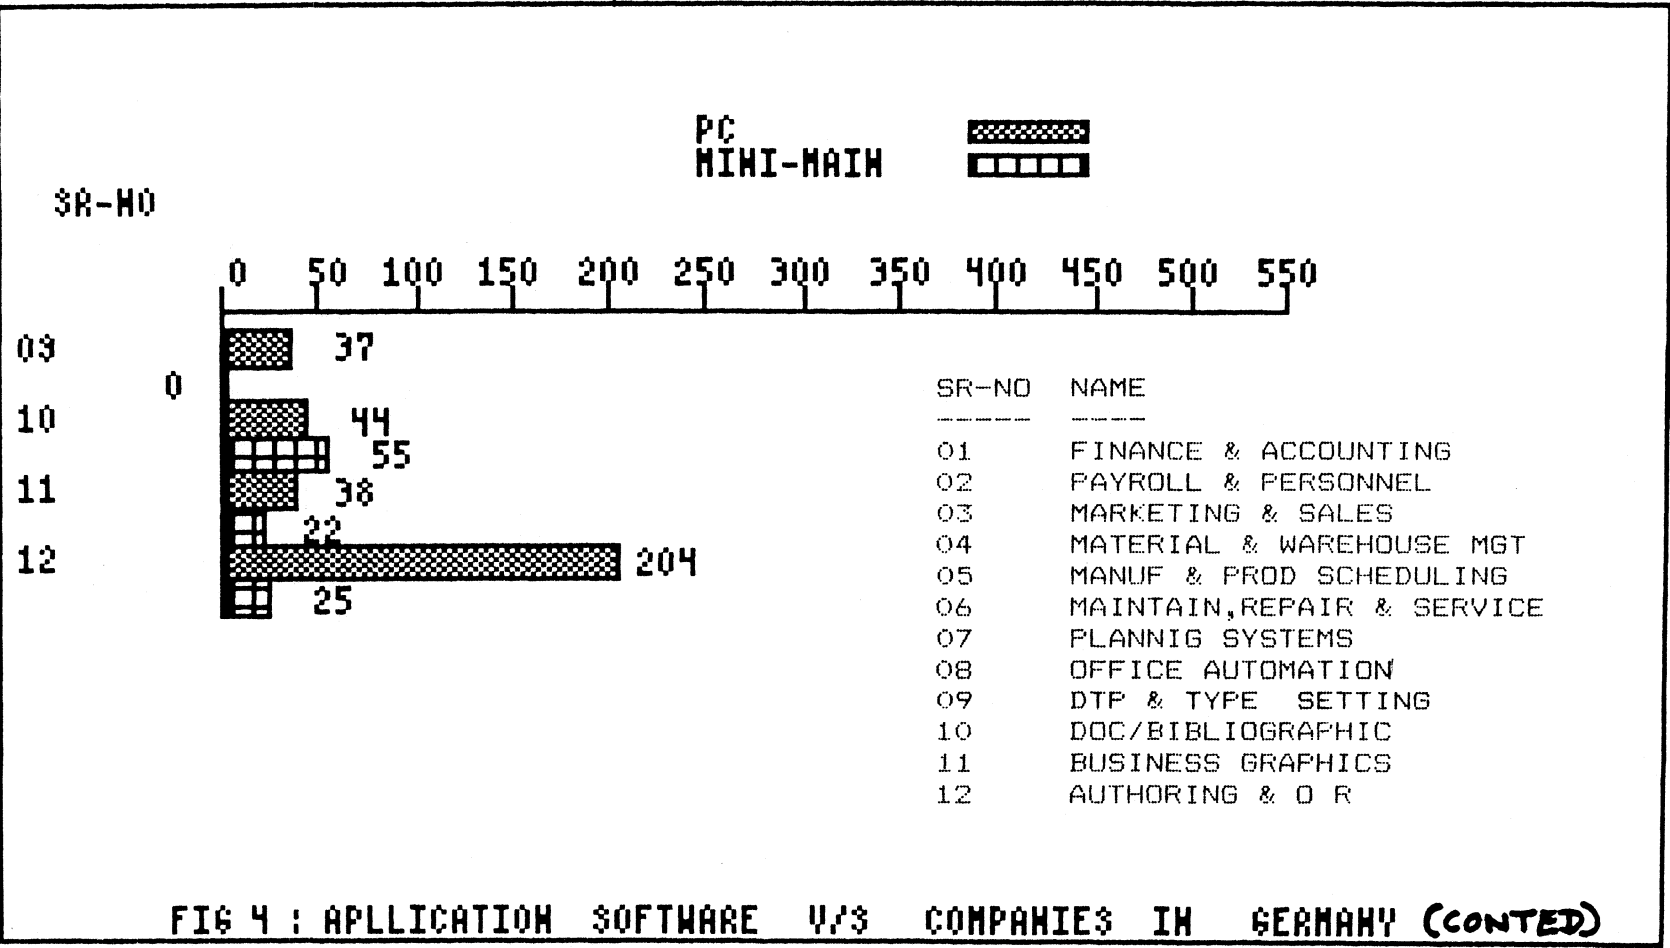 PC
MINI-MAIN
SR-NO
0 50 100 150 200 250 300 350 400 450 500 550
09 37
0
10 44
55
11 38
22
12 204
25
SR-NO NAME
----- ----
01 FINANCE & ACCOUNTING
02 PAYROLL & PERSONNEL
03 MARKETING & SALES
04 MATERIAL & WAREHOUSE MGT
05 MANUF & PROD SCHEDULING
06 MAINTAIN,REPAIR & SERVICE
07 PLANNIG SYSTEMS
08 OFFICE AUTOMATION
09 DTP & TYPE SETTING
10 DOC/BIBLIOGRAPHIC
11 BUSINESS GRAPHICS
12 AUTHORING & O R
FIG 4 : APLLICATION SOFTWARE V/S COMPANIES IN GERMANY (CONTED)